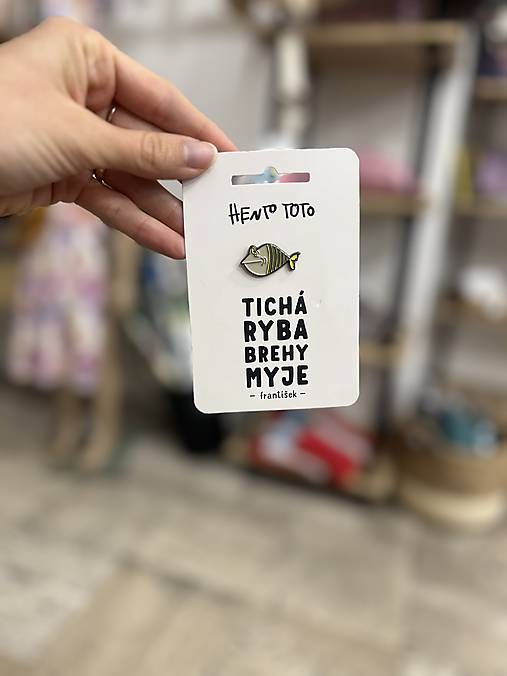 HENTO TOTO
TICHÁ
RYBA
BREHY
MYJE
– františek –